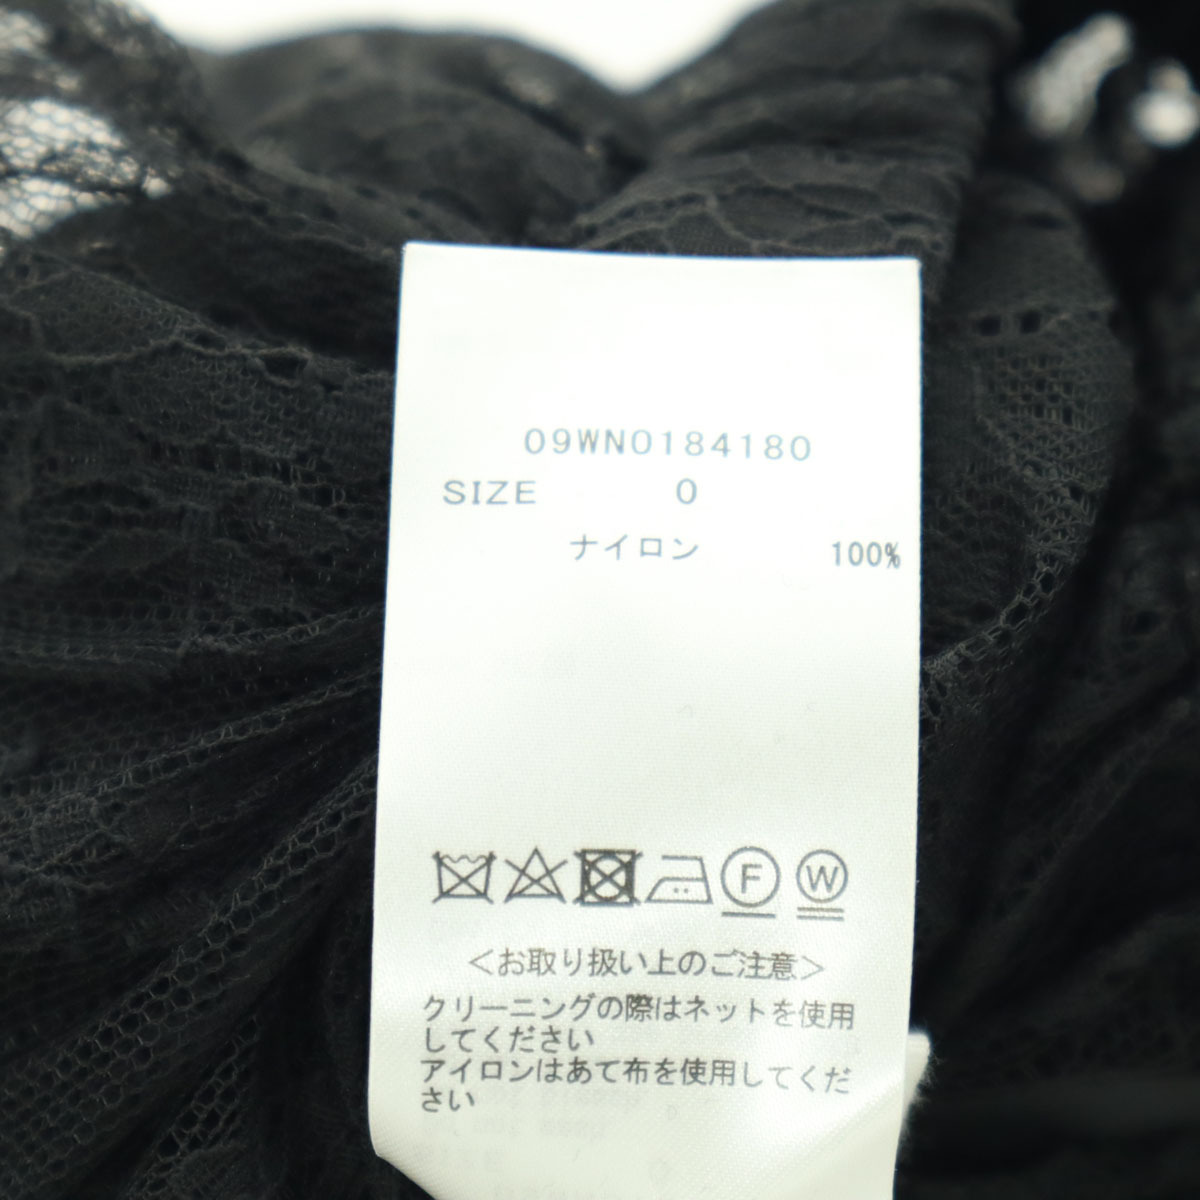 09WN0184180
SIZE 0
ナイロン 100%
F W
<お取り扱い上のご注意>
クリーニングの際はネットを使用
してください
アイロンはあて布を使用してくだ
さい